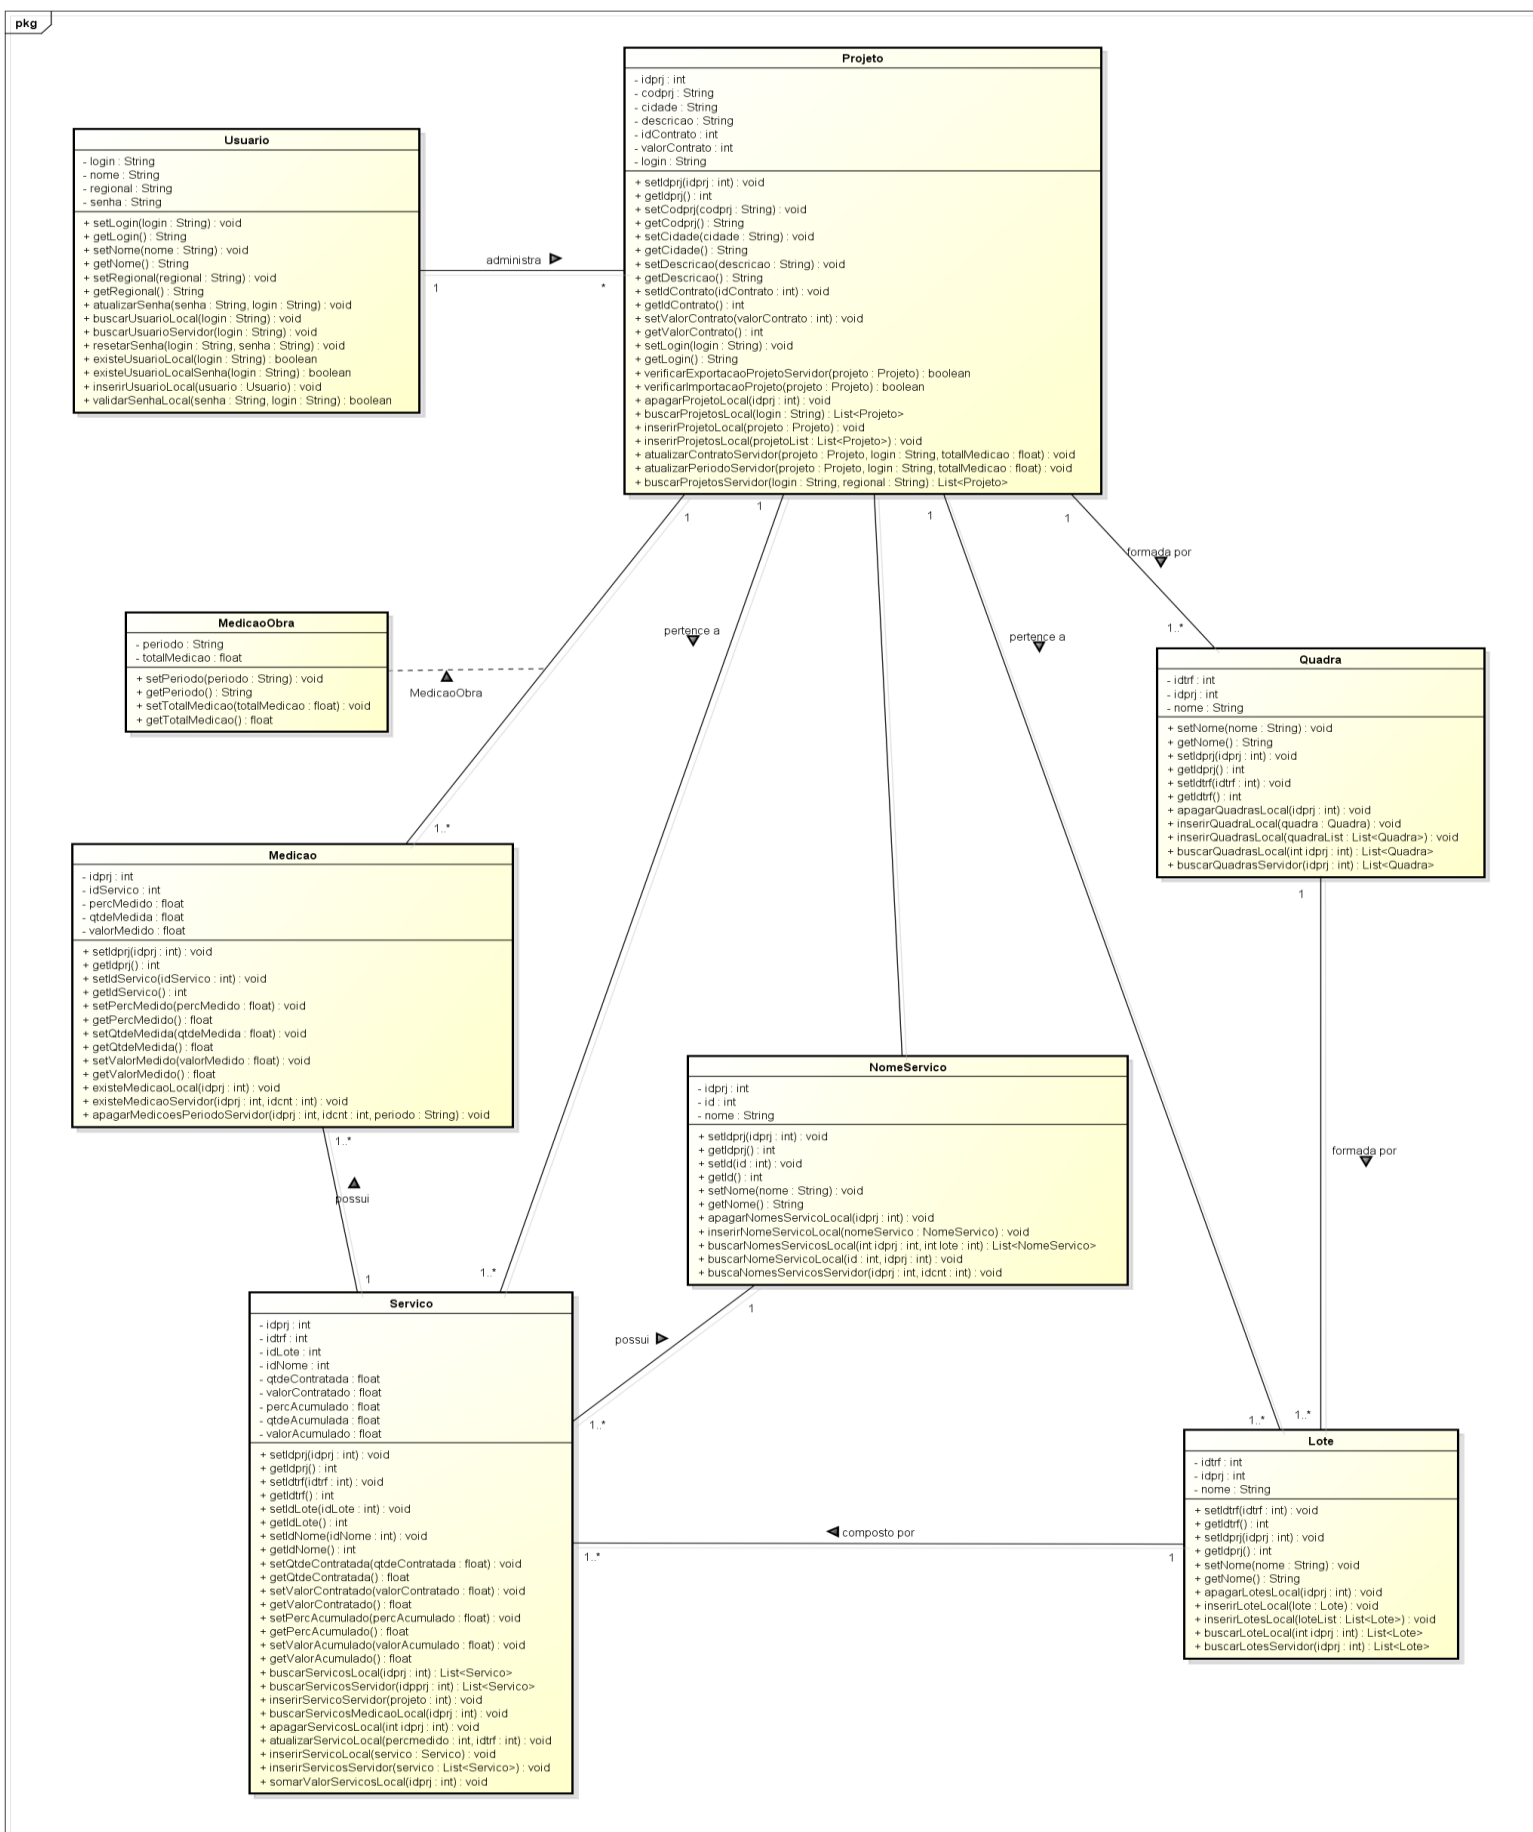 pkg
Projeto
- idprj : int
- codprj : String
- cidade : String
- descricao : String
- idContrato : int
- valorContrato : int
- login : String
+ setIdprj(idprj : int) : void
+ getIdprj() : int
+ setCodprj(codprj : String) : void
+ getCodprj() : String
+ setCidade(cidade : String) : void
+ getCidade() : String
+ setDescricao(descricao : String) : void
+ getDescricao() : String
+ setIdContrato(idContrato : int) : void
+ getIdContrato() : int
+ setValorContrato(valorContrato : int) : void
+ getValorContrato() : int
+ setLogin(login : String) : void
+ getLogin() : String
+ verificarExportacaoProjetoServidor(projeto : Projeto) : boolean
+ verificarImportacaoProjeto(projeto : Projeto) : boolean
+ apagarProjetoLocal(idprj : int) : void
+ buscarProjetosLocal(login : String) : List<Projeto>
+ inserirProjetoLocal(projeto : Projeto) : void
+ inserirProjetosLocal(projetoList : List<Projeto>) : void
+ atualizarContratoServidor(projeto : Projeto, login : String, totalMedicao : float) : void
+ atualizarPeriodoServidor(projeto : Projeto, login : String, totalMedicao : float) : void
+ buscarProjetosServidor(login : String, regional : String) : List<Projeto>
Usuario
- login : String
- nome : String
- regional : String
- senha : String
+ setLogin(login : String) : void
+ getLogin() : String
+ setNome(nome : String) : void
+ getNome() : String
+ setRegional(regional : String) : void
+ getRegional() : String
+ atualizarSenha(senha : String, login : String) : void
+ buscarUsuarioLocal(login : String) : void
+ buscarUsuarioServidor(login : String) : void
+ resetarSenha(login : String, senha : String) : void
+ existeUsuarioLocal(login : String) : boolean
+ existeUsuarioLocalSenha(login : String) : boolean
+ inserirUsuarioLocal(usuario : Usuario) : void
+ validarSenhaLocal(senha : String, login : String) : boolean
administra
1
*
1
1
1
1
formada por
1..*
pertence a
pertence a
MedicaoObra
- periodo : String
- totalMedicao : float
+ setPeriodo(periodo : String) : void
+ getPeriodo() : String
+ setTotalMedicao(totalMedicao : float) : void
+ getTotalMedicao() : float
MedicaoObra
Quadra
- idtrf : int
- idprj : int
- nome : String
+ setNome(nome : String) : void
+ getNome() : String
+ setIdprj(idprj : int) : void
+ getIdprj() : int
+ setIdtrf(idtrf : int) : void
+ getIdtrf() : int
+ apagarQuadrasLocal(idprj : int) : void
+ inserirQuadraLocal(quadra : Quadra) : void
+ inserirQuadrasLocal(quadraList : List<Quadra>) : void
+ buscarQuadrasLocal(int idprj : int) : List<Quadra>
+ buscarQuadrasServidor(idprj : int) : List<Quadra>
1
1..*
Medicao
- idprj : int
- idServico : int
- percMedido : float
- qtdeMedida : float
- valorMedido : float
+ setIdprj(idprj : int) : void
+ getIdprj() : int
+ setIdServico(idServico : int) : void
+ getIdServico() : int
+ setPercMedido(percMedido : float) : void
+ getPercMedido() : float
+ setQtdeMedida(qtdeMedida : float) : void
+ getQtdeMedida() : float
+ setValorMedido(valorMedido : float) : void
+ getValorMedido() : float
+ existeMedicaoLocal(idprj : int) : void
+ existeMedicaoServidor(idprj : int, idcnt : int) : void
+ apagarMedicoesPeriodoServidor(idprj : int, idcnt : int, periodo : String) : void
1..*
possui
1
1..*
NomeServico
- idprj : int
- id : int
- nome : String
+ setIdprj(idprj : int) : void
+ getIdprj() : int
+ setId(id : int) : void
+ getId() : int
+ setNome(nome : String) : void
+ getNome() : String
+ apagarNomesServicoLocal(idprj : int) : void
+ inserirNomeServicoLocal(nomeServico : NomeServico) : void
+ buscarNomesServicosLocal(int idprj : int, int lote : int) : List<NomeServico>
+ buscarNomeServicoLocal(id : int, idprj : int) : void
+ buscaNomesServicosServidor(idprj : int, idcnt : int) : void
1
possui
1..*
formada por
1..*
1..*
Servico
- idprj : int
- idtrf : int
- idLote : int
- idNome : int
- qtdeContratada : float
- valorContratado : float
- percAcumulado : float
- qtdeAcumulada : float
- valorAcumulado : float
+ setIdprj(idprj : int) : void
+ getIdprj() : int
+ setIdtrf(idtrf : int) : void
+ getIdtrf() : int
+ setIdLote(idLote : int) : void
+ getIdLote() : int
+ setIdNome(idNome : int) : void
+ getIdNome() : int
+ setQtdeContratada(qtdeContratada : float) : void
+ getQtdeContratada() : float
+ setValorContratado(valorContratado : float) : void
+ getValorContratado() : float
+ setPercAcumulado(percAcumulado : float) : void
+ getPercAcumulado() : float
+ setValorAcumulado(valorAcumulado : float) : void
+ getValorAcumulado() : float
+ buscarServicosLocal(idprj : int) : List<Servico>
+ buscarServicosServidor(idpprj : int) : List<Servico>
+ inserirServicoServidor(projeto : int) : void
+ buscarServicosMedicaoLocal(idprj : int) : void
+ apagarServicosLocal(int idprj : int) : void
+ atualizarServicoLocal(percmedido : int, idtrf : int) : void
+ inserirServicoLocal(servico : Servico) : void
+ inserirServicosServidor(servico : List<Servico>) : void
+ somarValorServicosLocal(idprj : int) : void
composto por
1..*
1
Lote
- idtrf : int
- idprj : int
- nome : String
+ setIdtrf(idtrf : int) : void
+ getIdtrf() : int
+ setIdprj(idprj : int) : void
+ getIdprj() : int
+ setNome(nome : String) : void
+ getNome() : String
+ apagarLotesLocal(idprj : int) : void
+ inserirLoteLocal(lote : Lote) : void
+ inserirLotesLocal(loteList : List<Lote>) : void
+ buscarLoteLocal(int idprj : int) : List<Lote>
+ buscarLotesServidor(idprj : int) : List<Lote>